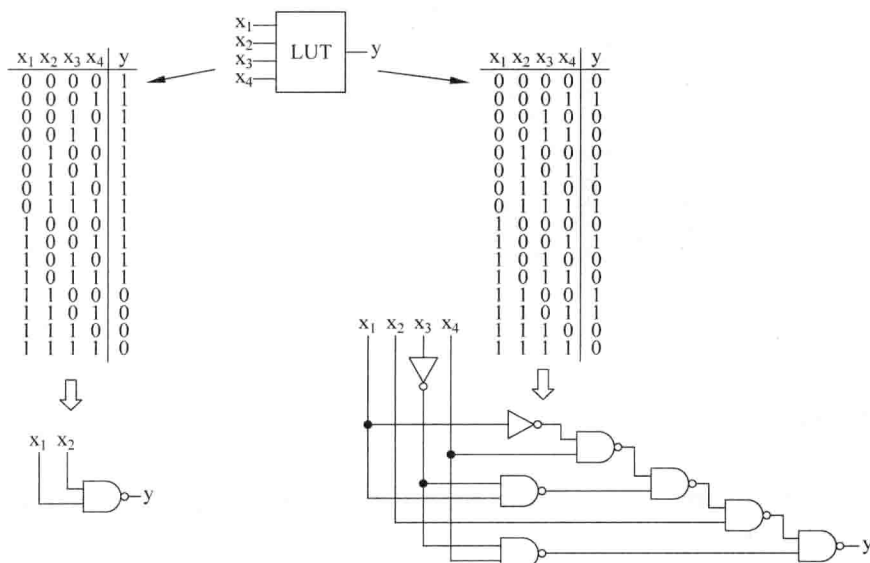 x₁
x₂
x₃
x₄
LUT
y
x₁ x₂ x₃ x₄ y
0 0 0 0 1
0 0 0 1 1
0 0 1 0 1
0 0 1 1 1
0 1 0 0 1
0 1 0 1 1
0 1 1 0 1
0 1 1 1 1
1 0 0 0 1
1 0 0 1 1
1 0 1 0 1
1 0 1 1 1
1 1 0 0 0
1 1 0 1 0
1 1 1 0 0
1 1 1 1 0
x₁ x₂ x₃ x₄ y
0 0 0 0 0
0 0 0 1 1
0 0 1 0 0
0 0 1 1 0
0 1 0 0 0
0 1 0 1 1
0 1 1 0 0
0 1 1 1 1
1 0 0 0 0
1 0 0 1 1
1 0 1 0 0
1 0 1 1 0
1 1 0 0 1
1 1 0 1 1
1 1 1 0 0
1 1 1 1 0
x₁ x₂
y
x₁ x₂ x₃ x₄
y